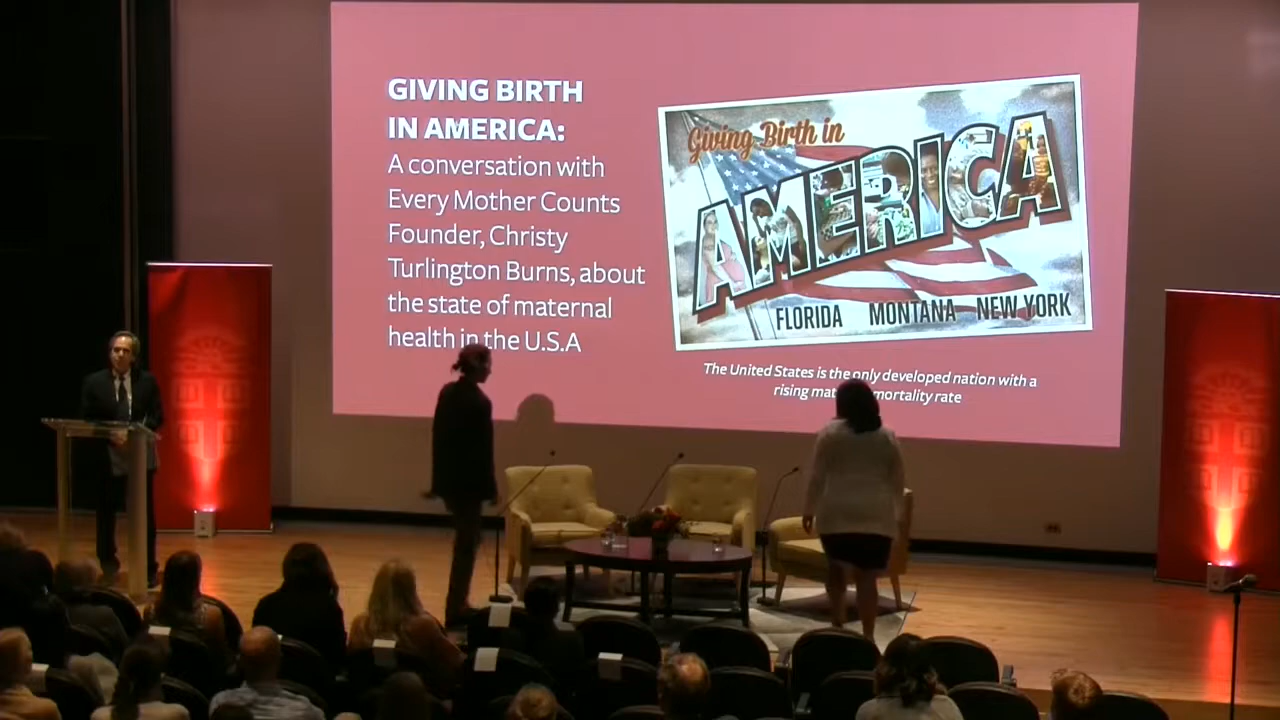 GIVING BIRTH
IN AMERICA:
A conversation with
Every Mother Counts
Founder, Christy
Turlington Burns, about
the state of maternal
health in the U.S.A
Giving Birth in
AMERICA
FLORIDA MONTANA NEW YORK
The United States is the only developed nation with a
rising mortality rate